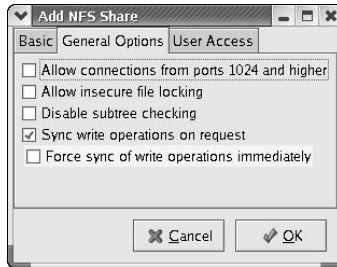 Add NFS Share
Basic General Options User Access
Allow connections from ports 1024 and higher
Allow insecure file locking
Disable subtree checking
Sync write operations on request
Force sync of write operations immediately
Cancel OK